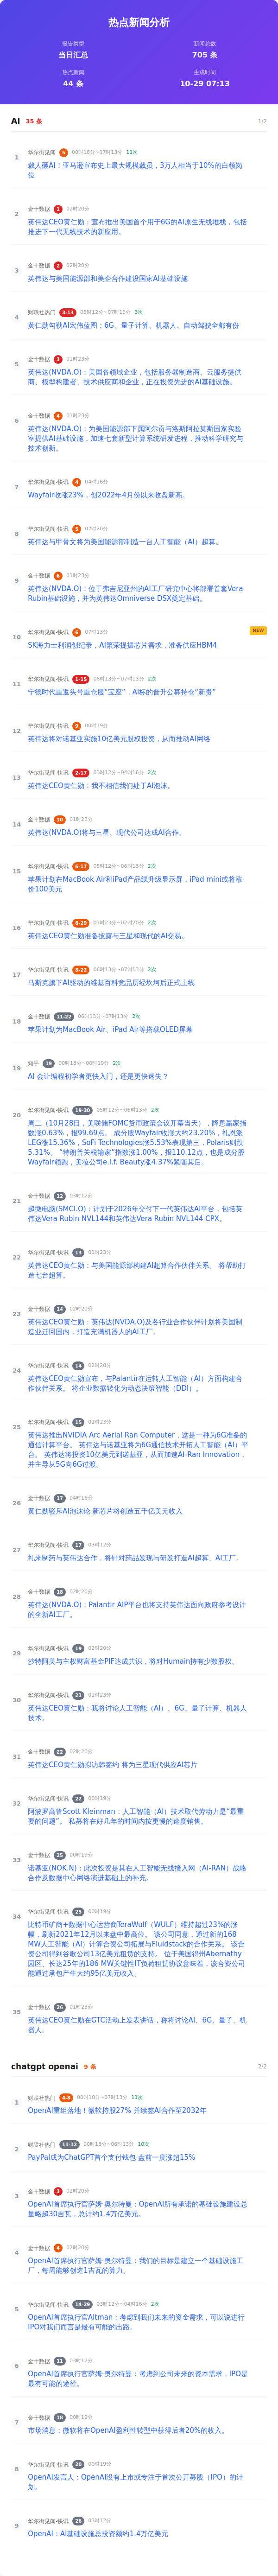 热点新闻分析
报告类型
新闻总数
当日汇总
705 条
热点新闻
生成时间
44 条
10-29 07:13
AI 35 条
1/2
1
华尔街见闻 5 00时18分~07时13分 11次
裁人砸AI！亚马逊宣布史上最大规模裁员，3万人相当于10%的白领岗
位
2
金十数据 1 02时20分
英伟达CEO黄仁勋：宣布推出美国首个用于6G的AI原生无线堆栈，包括
推进下一代无线技术的新应用。
3
金十数据 2 02时20分
英伟达与美国能源部和美企合作建设国家AI基础设施
4
财联社热门 3-13 05时12分~07时13分 3次
黄仁勋勾勒AI宏伟蓝图：6G、量子计算、机器人、自动驾驶全都有份
5
金十数据 3 01时23分
英伟达(NVDA.O)：美国各领域企业，包括服务器制造商、云服务提供
商、模型构建者、技术供应商和企业，正在投资先进的AI基础设施。
6
金十数据 4 01时23分
英伟达(NVDA.O)：为美国能源部下属阿尔贡与洛斯阿拉莫斯国家实验
室提供AI基础设施，加速七套新型计算系统研发进程，推动科学研究与
技术创新。
7
华尔街见闻-快讯 4 04时16分
Wayfair收涨23%，创2022年4月份以来收盘新高。
8
华尔街见闻-快讯 5 02时20分
英伟达与甲骨文将为美国能源部制造一台人工智能（AI）超算。
9
金十数据 6 01时23分
英伟达(NVDA.O)：位于弗吉尼亚州的AI工厂研究中心将部署首套Vera
Rubin基础设施，并为英伟达Omniverse DSX奠定基础。
10
华尔街见闻-快讯 6 07时13分
NEW
SK海力士利润创纪录，AI繁荣提振芯片需求，准备供应HBM4
11
华尔街见闻-快讯 1-15 06时13分~07时13分 2次
宁德时代重返头号重仓股“宝座”，AI标的晋升公募持仓“新贵”
12
华尔街见闻-快讯 9 00时19分
英伟达将对诺基亚实施10亿美元股权投资，从而推动AI网络
13
华尔街见闻-快讯 2-17 03时12分~04时16分 2次
英伟达CEO黄仁勋：我不相信我们处于AI泡沫。
14
金十数据 10 01时23分
英伟达(NVDA.O)将与三星、现代公司达成AI合作。
15
华尔街见闻-快讯 6-17 05时12分~06时13分 2次
苹果计划在MacBook Air和iPad产品线升级显示屏，iPad mini或将涨
价100美元
16
华尔街见闻-快讯 8-29 01时23分~02时20分 2次
英伟达CEO黄仁勋准备披露与三星和现代的AI交易。
17
华尔街见闻-快讯 8-22 06时13分~07时13分 2次
马斯克旗下AI驱动的维基百科竞品历经坎坷后正式上线
18
金十数据 11-22 06时13分~07时13分 2次
苹果计划为MacBook Air、iPad Air等搭载OLED屏幕
19
知乎 19 00时18分~00时19分 2次
AI 会让编程初学者更快入门，还是更快迷失？
20
华尔街见闻-快讯 19-30 05时12分~06时13分 2次
周二（10月28日，美联储FOMC货币政策会议开幕当天），降息赢家指
数涨0.63%，报99.69点。 成分股Wayfair收涨大约23.20%，礼恩派
LEG涨15.36%，SoFi Technologies涨5.53%表现第三，Polaris则跌
5.31%。 “特朗普关税输家”指数涨1.00%，报110.12点，也是成分股
Wayfair领跑，美妆公司e.l.f. Beauty涨4.37%紧随其后。
21
金十数据 12 03时12分
超微电脑(SMCI.O)：计划于2026年交付下一代英伟达AI平台，包括英
伟达Vera Rubin NVL144和英伟达Vera Rubin NVL144 CPX。
22
华尔街见闻-快讯 13 01时23分
英伟达CEO黄仁勋：与美国能源部构建AI超算合作伙伴关系。 将帮助打
造七台超算。
23
金十数据 14 02时20分
英伟达CEO黄仁勋：英伟达(NVDA.O)及各行业合作伙伴计划将美国制
造业迁回国内，打造充满机器人的AI工厂。
24
华尔街见闻-快讯 14 02时20分
英伟达CEO黄仁勋宣布，与Palantir在运转人工智能（AI）方面构建合
作伙伴关系。 将企业数据转化为动态决策智能（DDI）。
25
华尔街见闻-快讯 15 01时23分
英伟达推出NVIDIA Arc Aerial Ran Computer，这是一种为6G准备的
通信计算平台。 英伟达与诺基亚将为6G通信技术开拓人工智能（AI）平
台。 英伟达将投资10亿美元到诺基亚，从而加速AI-Ran Innovation，
并主导从5G向6G过渡。
26
金十数据 17 04时16分
黄仁勋驳斥AI泡沫论 新芯片将创造五千亿美元收入
27
华尔街见闻-快讯 17 03时12分
礼来制药与英伟达合作，将针对药品发现与研发打造AI超算、AI工厂。
28
金十数据 18 02时20分
英伟达(NVDA.O)：Palantir AIP平台也将支持英伟达面向政府参考设计
的全新AI工厂。
29
华尔街见闻-快讯 19 02时20分
沙特阿美与主权财富基金PIF达成共识，将对Humain持有少数股权。
30
华尔街见闻-快讯 21 01时23分
英伟达CEO黄仁勋：我将讨论人工智能（AI）、6G、量子计算、机器人
技术。
31
金十数据 22 02时20分
英伟达CEO黄仁勋拟访韩签约 将为三星现代供应AI芯片
32
华尔街见闻-快讯 22 00时19分
阿波罗高管Scott Kleinman：人工智能（AI）技术取代劳动力是“最重
要的问题”。 私募将在好几年的时间内按更慢的速度销售。
33
金十数据 25 00时19分
诺基亚(NOK.N)：此次投资是其在人工智能无线接入网（AI-RAN）战略
合作及数据中心网络演进基础上的补充。
34
华尔街见闻-快讯 25 00时19分
比特币矿商+数据中心运营商TeraWulf（WULF）维持超过23%的涨
幅，刷新2021年12月以来盘中最高位。 该公司同意，通过新的168
MW人工智能（AI）计算合资公司拓展与Fluidstack的合作关系。 该合
资公司得到谷歌公司13亿美元租赁的支持。 位于美国得州Abernathy
园区、长达25年的186 MW关键性IT负荷租赁协议意味着，该合资公司
能通过承包产生大约95亿美元收入。
35
金十数据 26 01时23分
英伟达CEO黄仁勋在GTC活动上发表讲话，称将讨论AI、6G、量子、机
器人。
chatgpt openai 9 条
2/2
1
财联社热门 4-8 00时18分~07时13分 11次
OpenAI重组落地！微软持股27% 并续签AI合作至2032年
2
财联社热门 11-12 00时18分~06时13分 10次
PayPal成为ChatGPT首个支付钱包 盘前一度涨超15%
3
金十数据 3 02时20分
OpenAI首席执行官萨姆·奥尔特曼：OpenAI所有承诺的基础设施建设总
量略超30吉瓦，总计约1.4万亿美元。
4
金十数据 4 02时20分
OpenAI首席执行官萨姆·奥尔特曼：我们的目标是建立一个基础设施工
厂，每周能够创造1吉瓦的算力。
5
华尔街见闻-快讯 14-29 03时12分~04时16分 2次
OpenAI首席执行官Altman：考虑到我们未来的资金需求，可以说进行
IPO对我们而言是最有可能的出路。
6
金十数据 11 03时12分
OpenAI首席执行官萨姆·奥尔特曼：考虑到公司未来的资本需求，IPO是
最有可能的途径。
7
金十数据 18 00时19分
市场消息：微软将在OpenAI盈利性转型中获得后者20%的收入。
8
华尔街见闻-快讯 20 00时19分
OpenAI发言人：OpenAI没有上市或专注于首次公开募股（IPO）的计
划。
9
华尔街见闻-快讯 26 03时12分
OpenAI：AI基础设施总投资额约1.4万亿美元